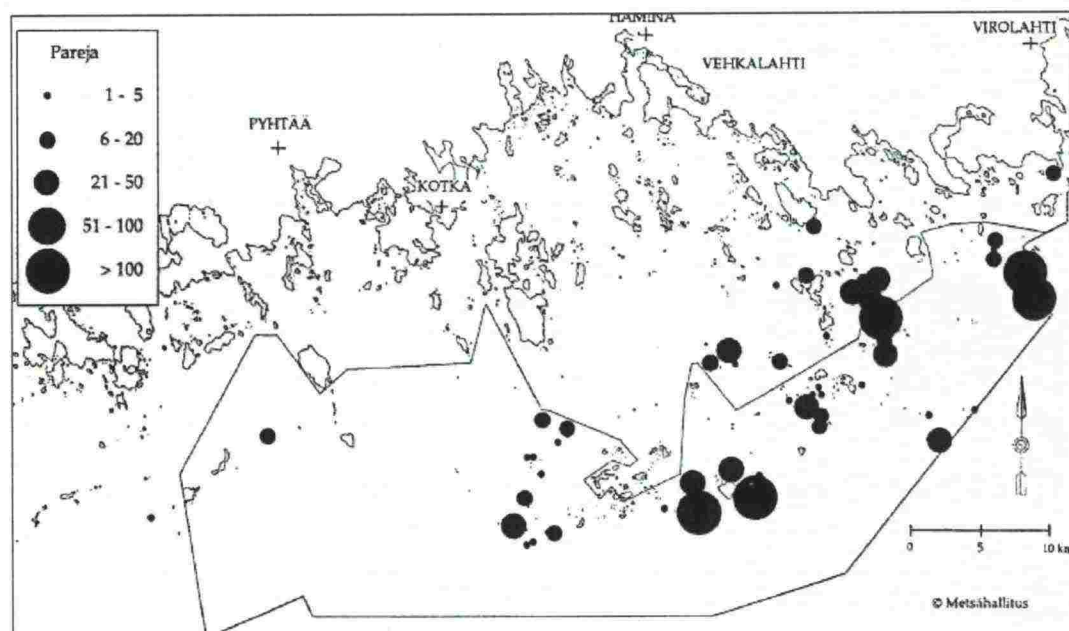 HAMINA
VIROLAHTI
VEHKALAHTI
PYHTÄÄ
KOTKA
Pareja
1 - 5
6 - 20
21 - 50
51 - 100
> 100
0 5 10 km
© Metsähallitus